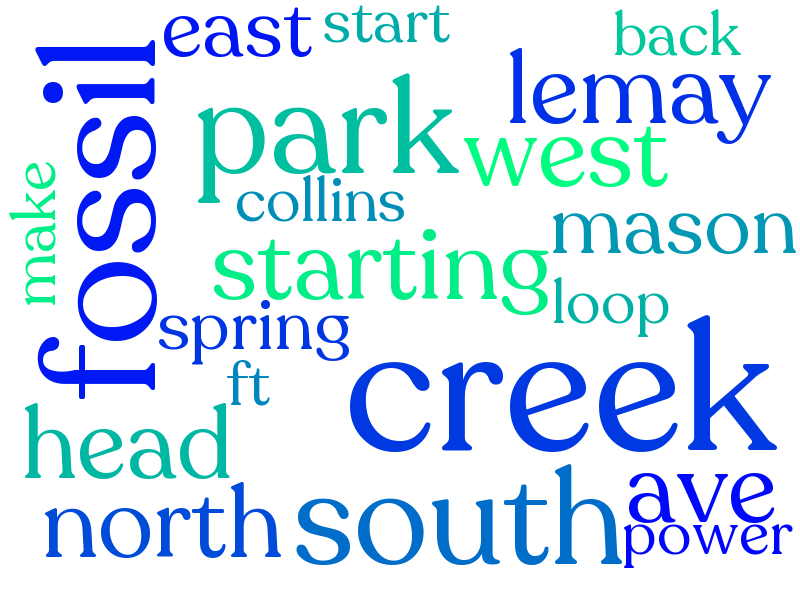 east
start
back
fossil
park
lemay
west
make
collins
mason
starting
loop
spring
ft
creek
head
north
south
ave
power